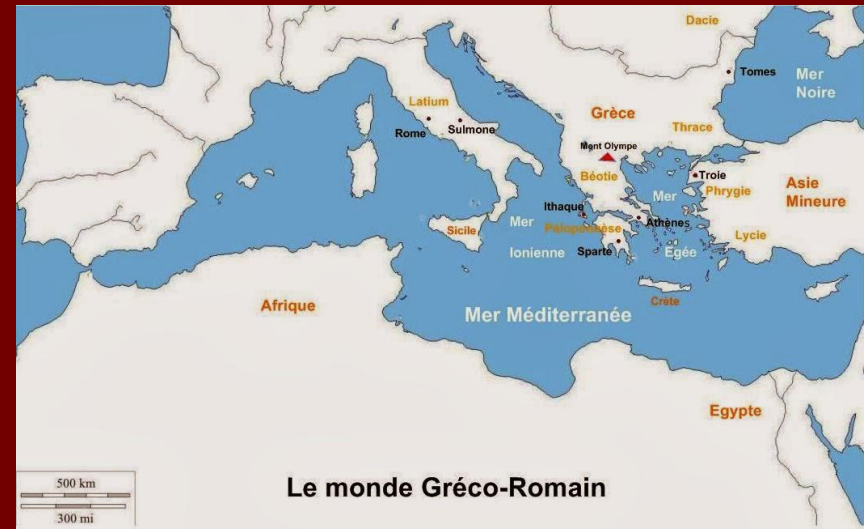 Dacie
Tomes
Mer
Noire
Latium
Grèce
Rome
Sulmone
Thrace
Mont Olympe
Troie
Béotie
Mer
Phrygie
Asie
Mineure
Ithaque
Mer
Péloponnèse
Athènes
Sicile
Lycie
Ionienne
Sparte
Egée
Afrique
Crète
Mer Méditerranée
Egypte
500 km
300 mi
Le monde Gréco-Romain